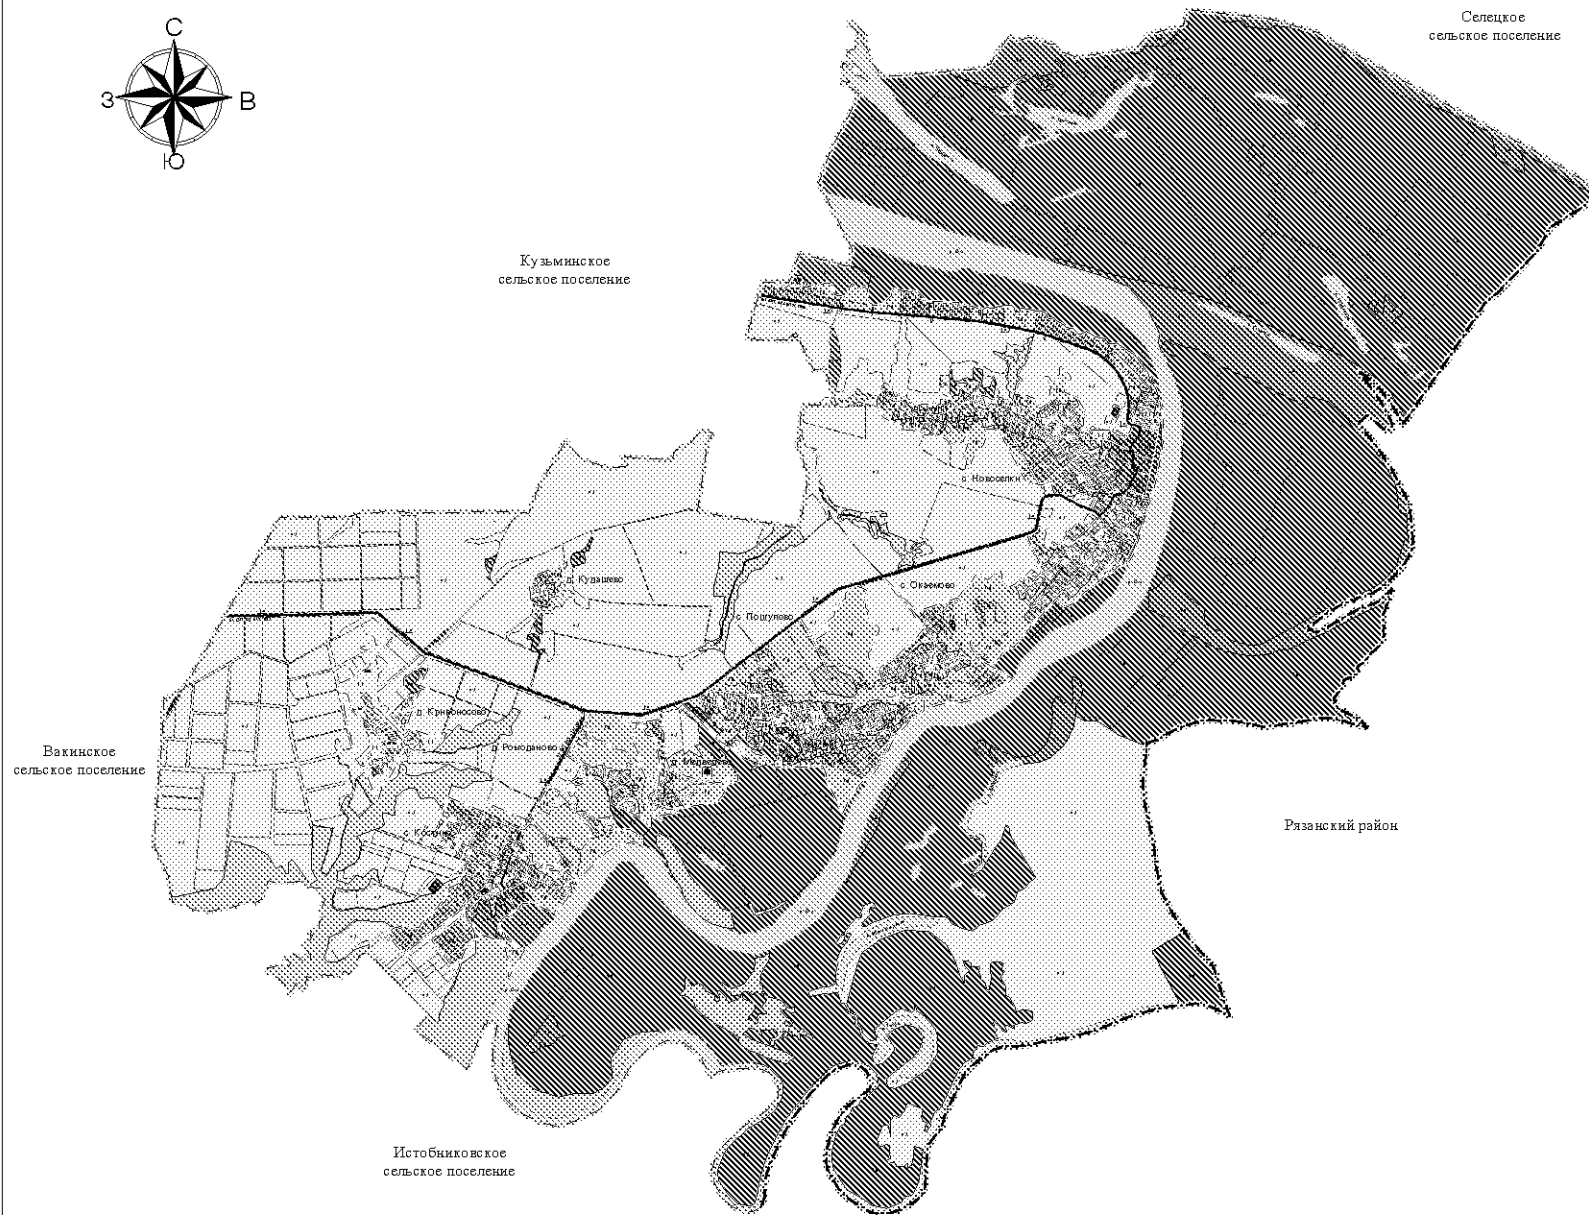 С
З
В
Ю
Селецкое
сельское поселение
Кузьминское
сельское поселение
с. Новоселки
д. Кудашево
с. Окаемово
с. Поступово
д. Кривоносово
д. Ромоданово
Вакинское
сельское поселение
Рязанский район
Истобниковское
сельское поселение